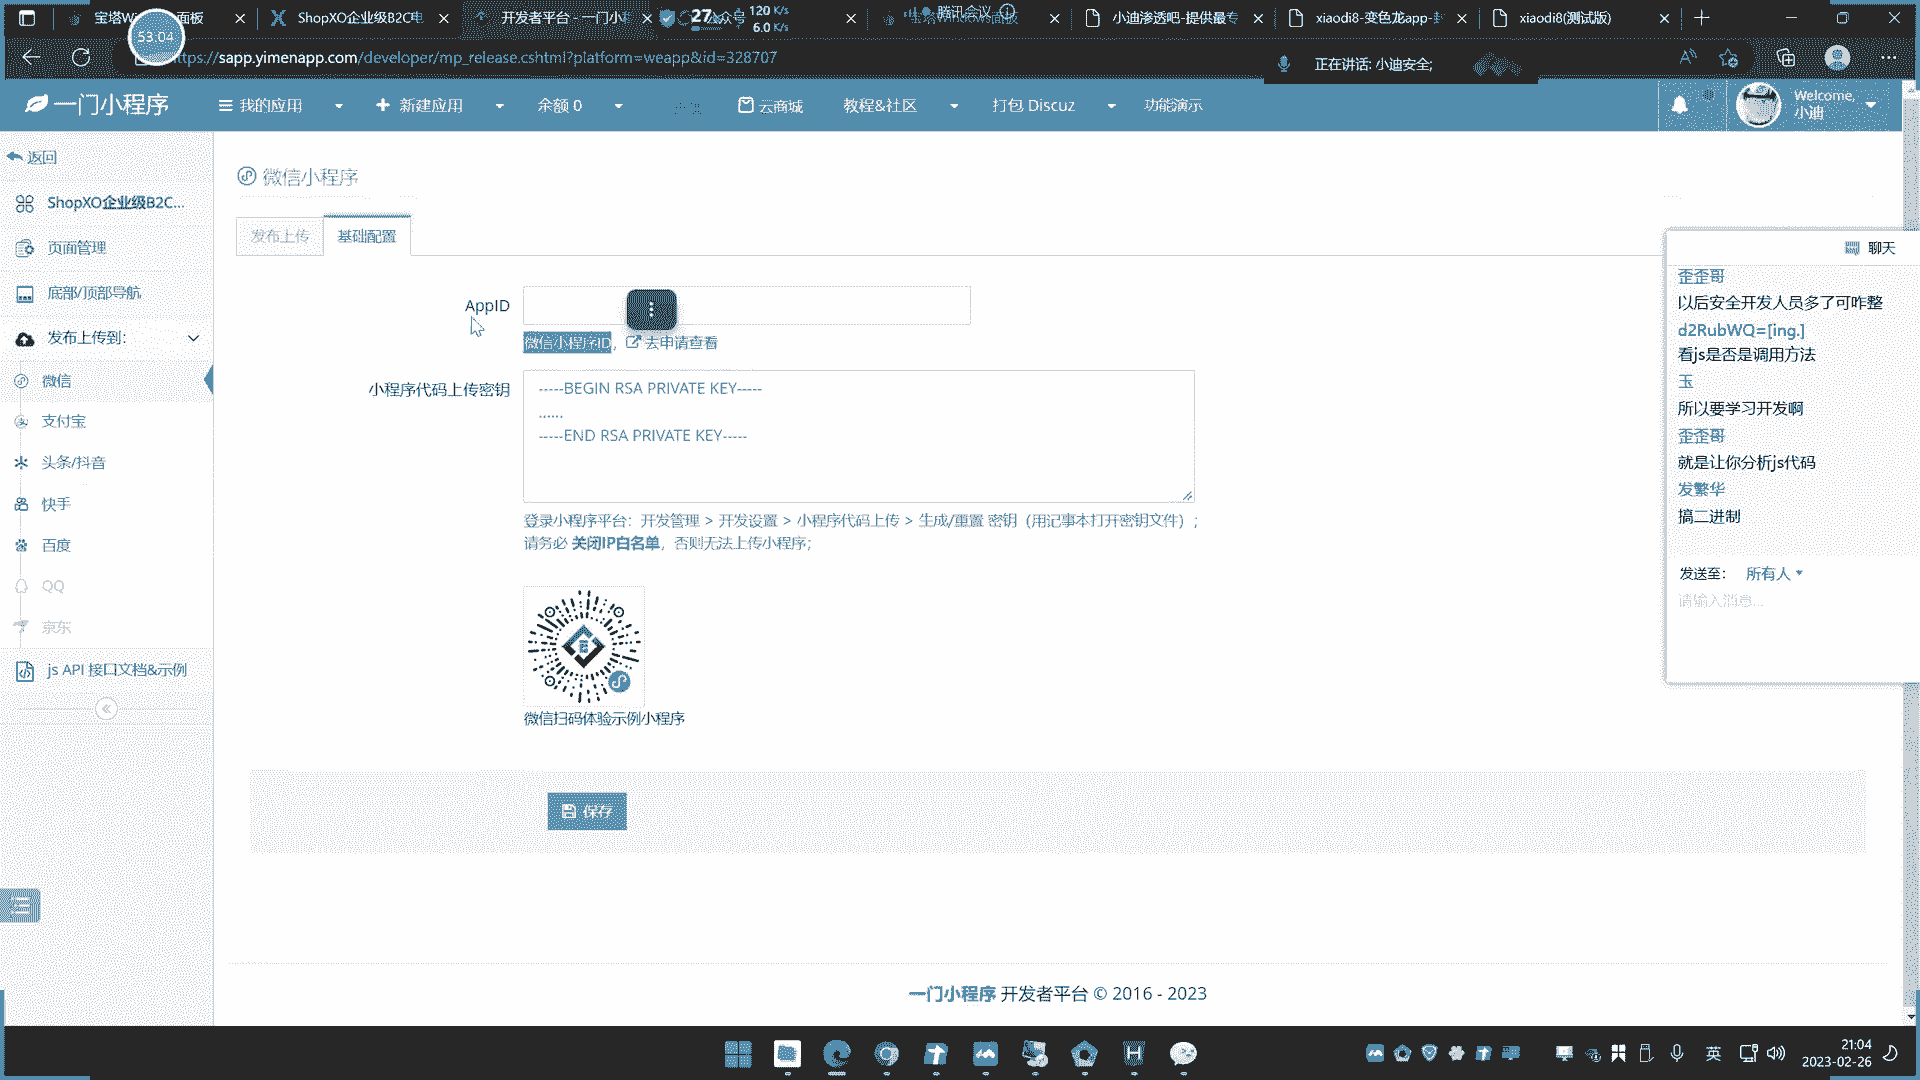 面板
ShopXO企业级B2C电
开发者平台 - 一门小程
27
120 K/s
6.0 K/s
腾讯会议
宝塔Windows面板
小迪渗透吧-提供最专
xiaodi8-变色龙app-
xiaodi8(测试版)
53:04
sapp.yimenapp.com/developer/mp_release.cshtml?platform=weapp&id=328707
正在讲话: 小迪安全;
一门小程序
我的应用
新建应用
余额 0
云商城
教程&社区
打包 Discuz
功能演示
Welcome,
小迪
返回
ShopXO企业级B2C...
页面管理
底部/顶部导航
发布上传到:
微信
支付宝
头条/抖音
快手
百度
QQ
京东
js API 接口文档&示例
微信小程序
发布上传
基础配置
AppID
微信小程序ID, 去申请查看
小程序代码上传密钥
-----BEGIN RSA PRIVATE KEY-----
......
-----END RSA PRIVATE KEY-----
登录小程序平台：开发管理 > 开发设置 > 小程序代码上传 > 生成/重置 密钥（用记事本打开密钥文件）;
请务必 关闭IP白名单，否则无法上传小程序;
微信扫码体验示例小程序
保存
一门小程序 开发者平台 © 2016 - 2023
聊天
歪歪哥
以后安全开发人员多了可咋整
d2RubWQ=[ing.]
看js是否是调用方法
玉
所以要学习开发啊
歪歪哥
就是让你分析js代码
发繁华
搞二进制
发送至: 所有人
请输入消息...
英
21:04
2023-02-26